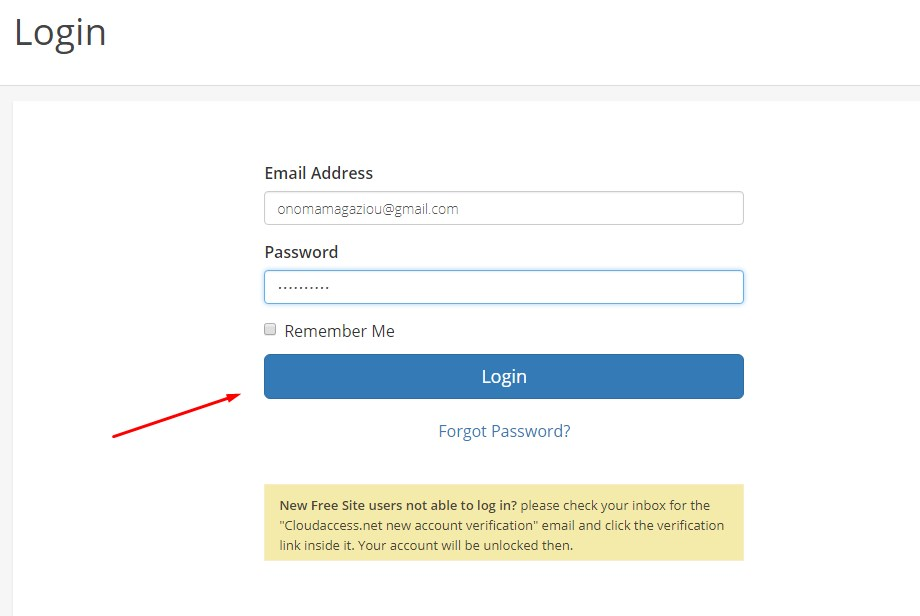 Login
Email Address
onomamagaziou@gmail.com
Password
··········
Remember Me
Login
Forgot Password?
New Free Site users not able to log in? please check your inbox for the
"Cloudaccess.net new account verification" email and click the verification
link inside it. Your account will be unlocked then.